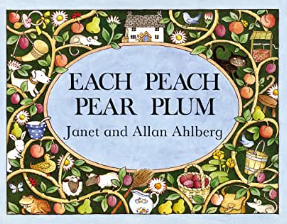 EACH PEACH
PEAR PLUM
Janet and Allan Ahlberg